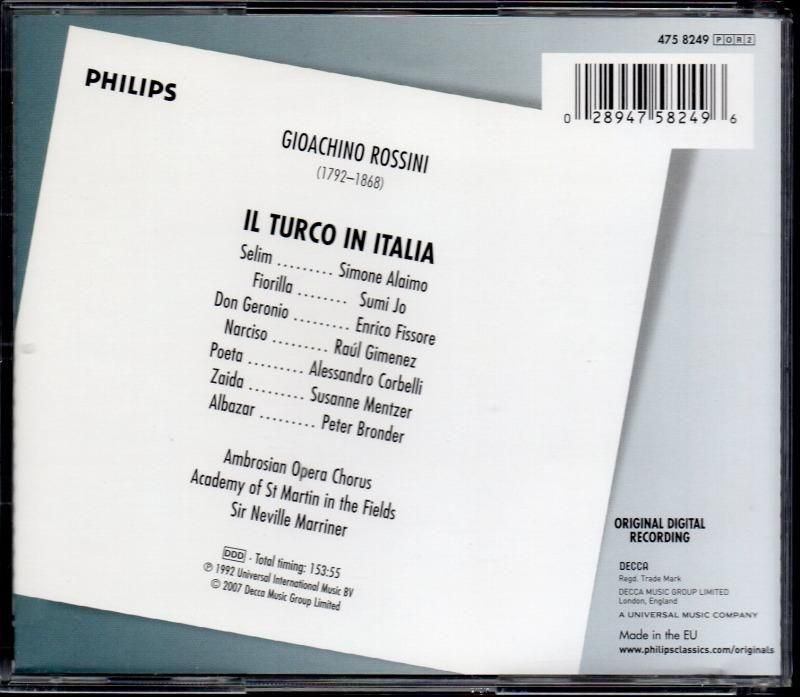 475 8249 POR2
PHILIPS
0 28947 58249 6
GIOACHINO ROSSINI
(1792–1868)
IL TURCO IN ITALIA
Selim ......... Simone Alaimo
Fiorilla ........ Sumi Jo
Don Geronio ......... Enrico Fissore
Narciso ......... Raúl Gimenez
Poeta ......... Alessandro Corbelli
Zaida ......... Susanne Mentzer
Albazar ......... Peter Bronder
Ambrosian Opera Chorus
Academy of St Martin in the Fields
Sir Neville Marriner
DDD · Total timing: 153:55
℗ 1992 Universal International Music BV
© 2007 Decca Music Group Limited
ORIGINAL DIGITAL
RECORDING
DECCA
Regd. Trade Mark
DECCA MUSIC GROUP LIMITED
London, England
A UNIVERSAL MUSIC COMPANY
Made in the EU
www.philipsclassics.com/originals